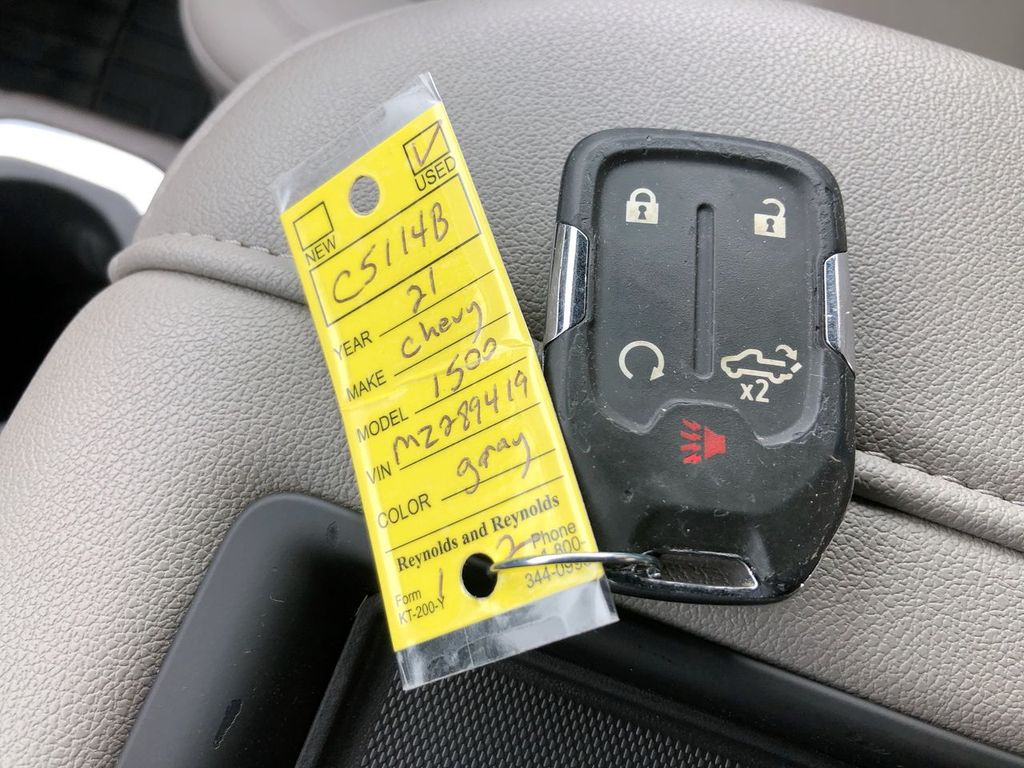 NEW
USED
C5114B
YEAR 21
MAKE chevy
MODEL 1500
VIN MZ289419
COLOR gray
Reynolds and Reynolds
Form
KT-200-Y
1
2
Phone
800-
344-099
x2